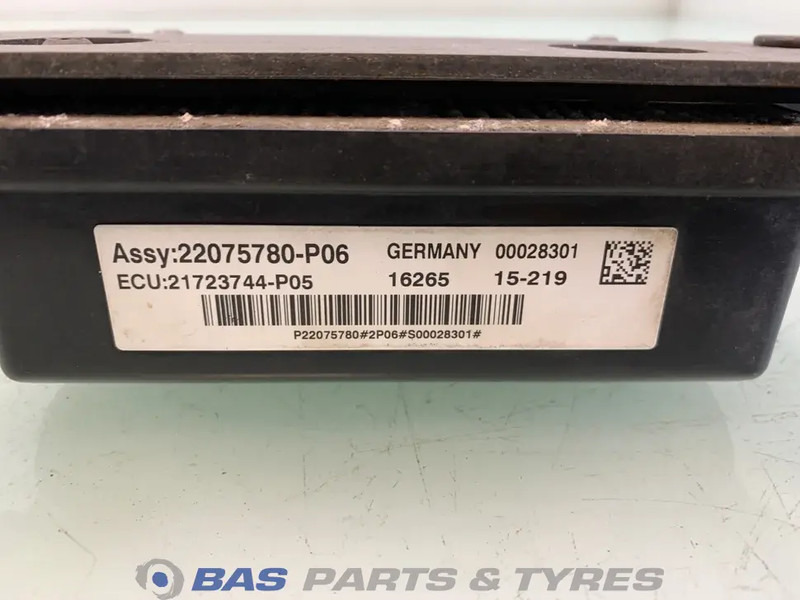 Assy:22075780-P06 GERMANY 00028301
ECU:21723744-P05 16265 15-219
P22075780#2P06#S00028301#
BAS PARTS & TYRES